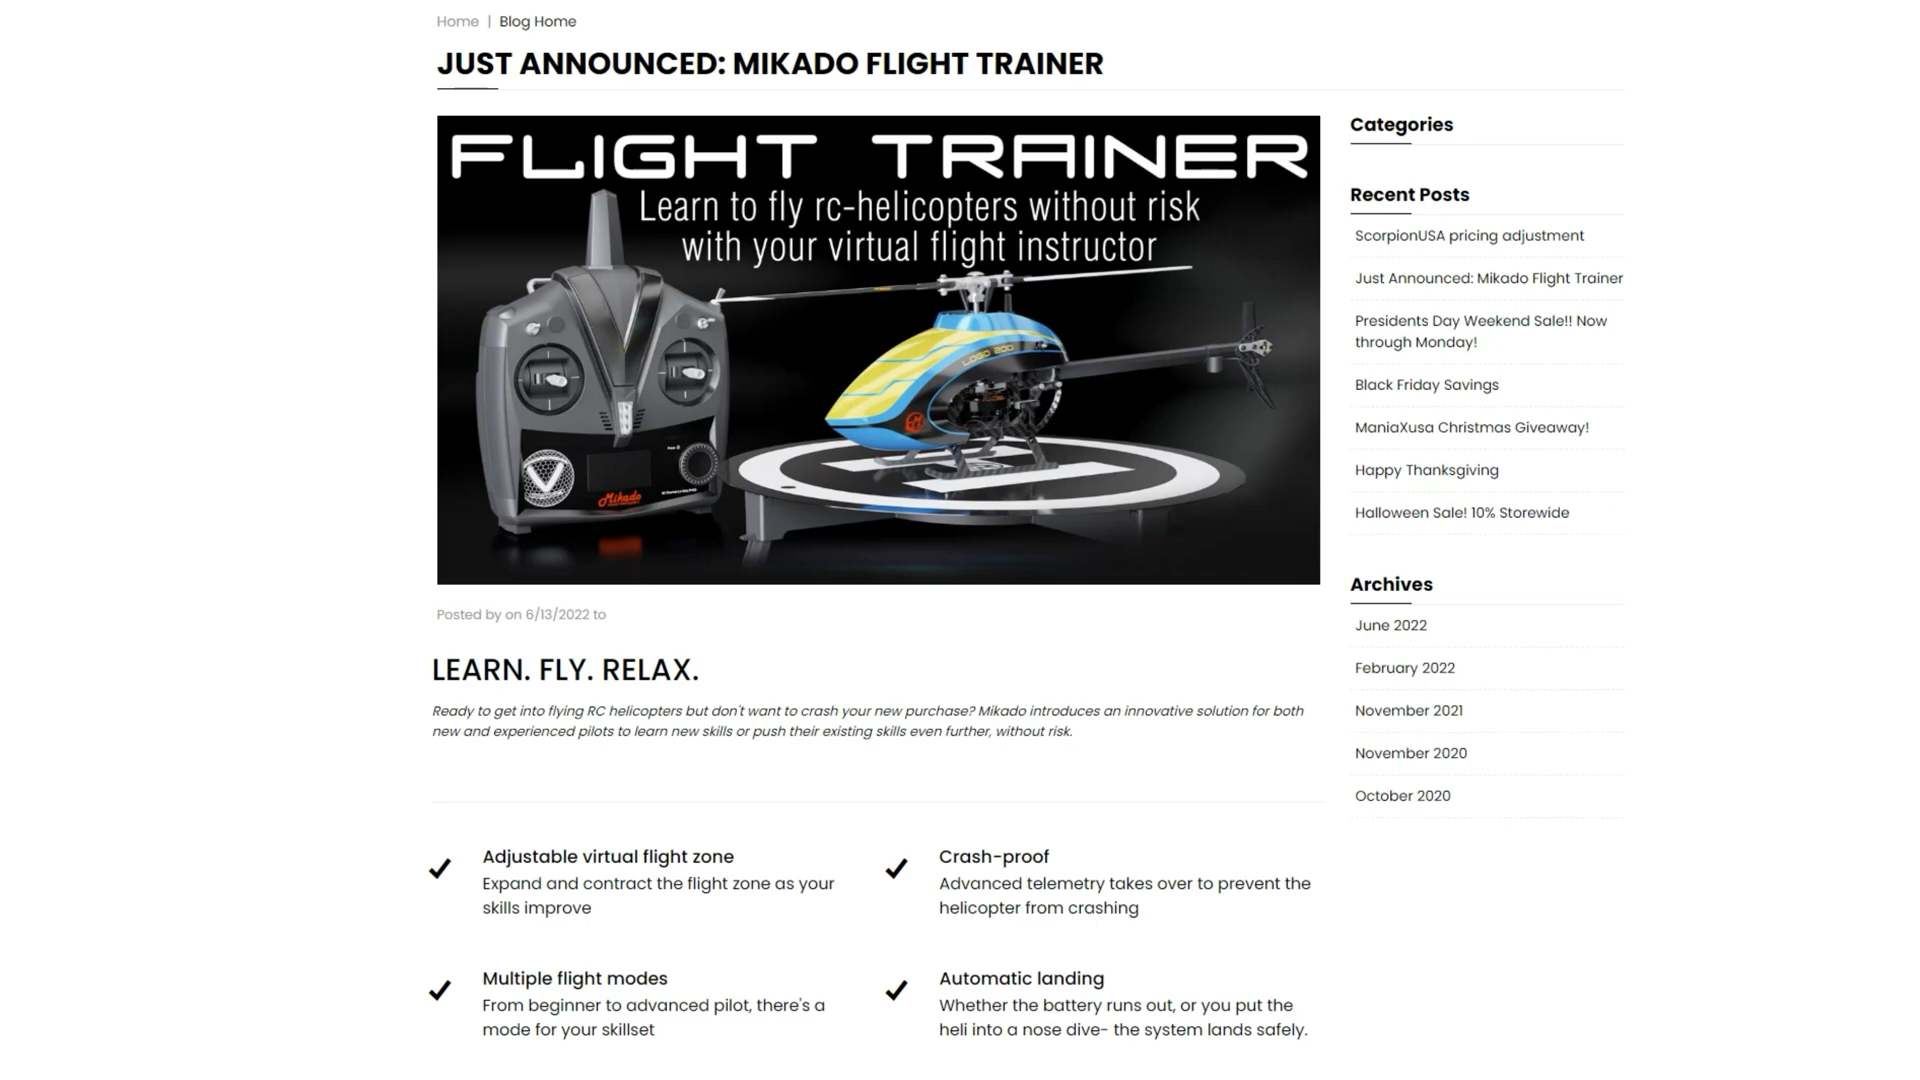 Home | Blog Home
JUST ANNOUNCED: MIKADO FLIGHT TRAINER
FLIGHT TRAINER
Learn to fly rc-helicopters without risk
with your virtual flight instructor
LOGO 200
Mikado
Posted by on 6/13/2022 to
LEARN. FLY. RELAX.
Ready to get into flying RC helicopters but don't want to crash your new purchase? Mikado introduces an innovative solution for both
new and experienced pilots to learn new skills or push their existing skills even further, without risk.
Adjustable virtual flight zone
Expand and contract the flight zone as your
skills improve
Crash-proof
Advanced telemetry takes over to prevent the
helicopter from crashing
Multiple flight modes
From beginner to advanced pilot, there's a
mode for your skillset
Automatic landing
Whether the battery runs out, or you put the
heli into a nose dive- the system lands safely.
Categories
Recent Posts
ScorpionUSA pricing adjustment
Just Announced: Mikado Flight Trainer
Presidents Day Weekend Sale!! Now
through Monday!
Black Friday Savings
ManiaXusa Christmas Giveaway!
Happy Thanksgiving
Halloween Sale! 10% Storewide
Archives
June 2022
February 2022
November 2021
November 2020
October 2020